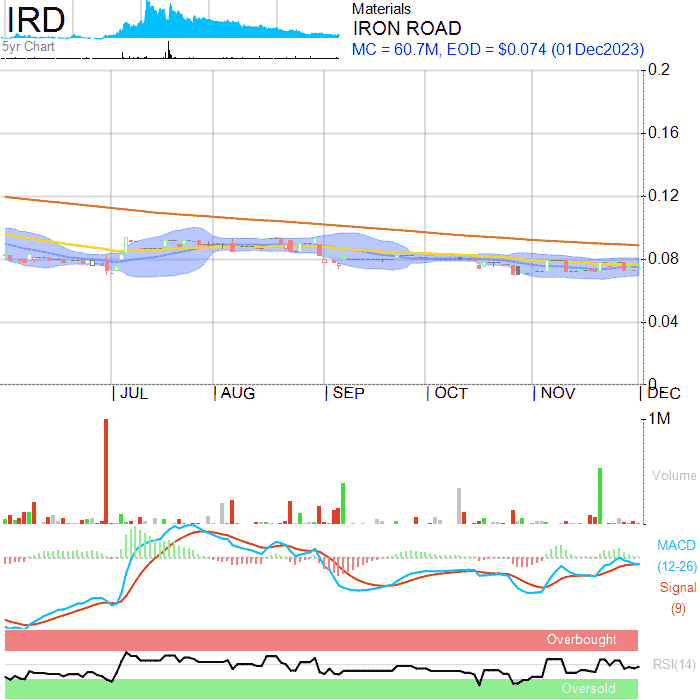 IRD
5yr Chart
Materials
IRON ROAD
MC = 60.7M, EOD = $0.074 (01Dec2023)
0.2
0.16
0.12
0.08
0.04
0
JUL AUG SEP OCT NOV DEC
1M
Volume
MACD
(12-26)
Signal
(9)
Overbought
RSI(14)
Oversold